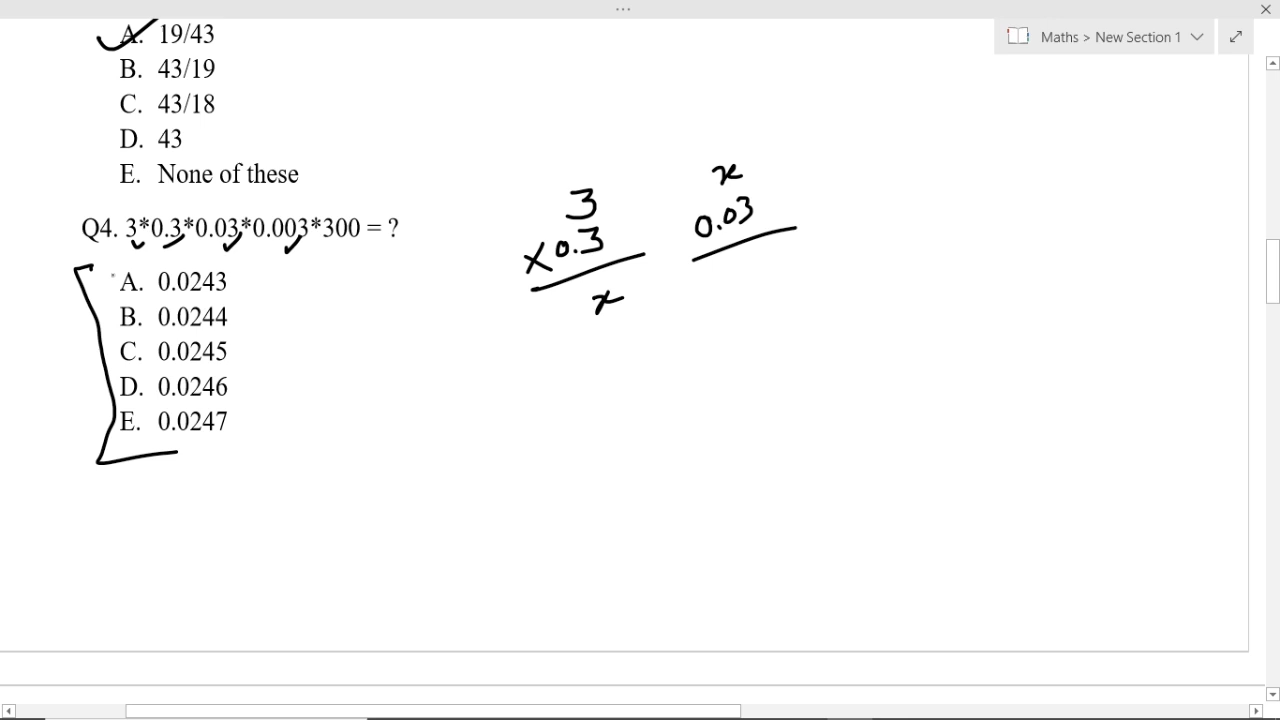 Maths > New Section 1
A. 19/43
B. 43/19
C. 43/18
D. 43
E. None of these
Q4. 3*0.3*0.03*0.003*300 = ?
A. 0.0243
B. 0.0244
C. 0.0245
D. 0.0246
E. 0.0247
3
×0.3
x
x
0.03